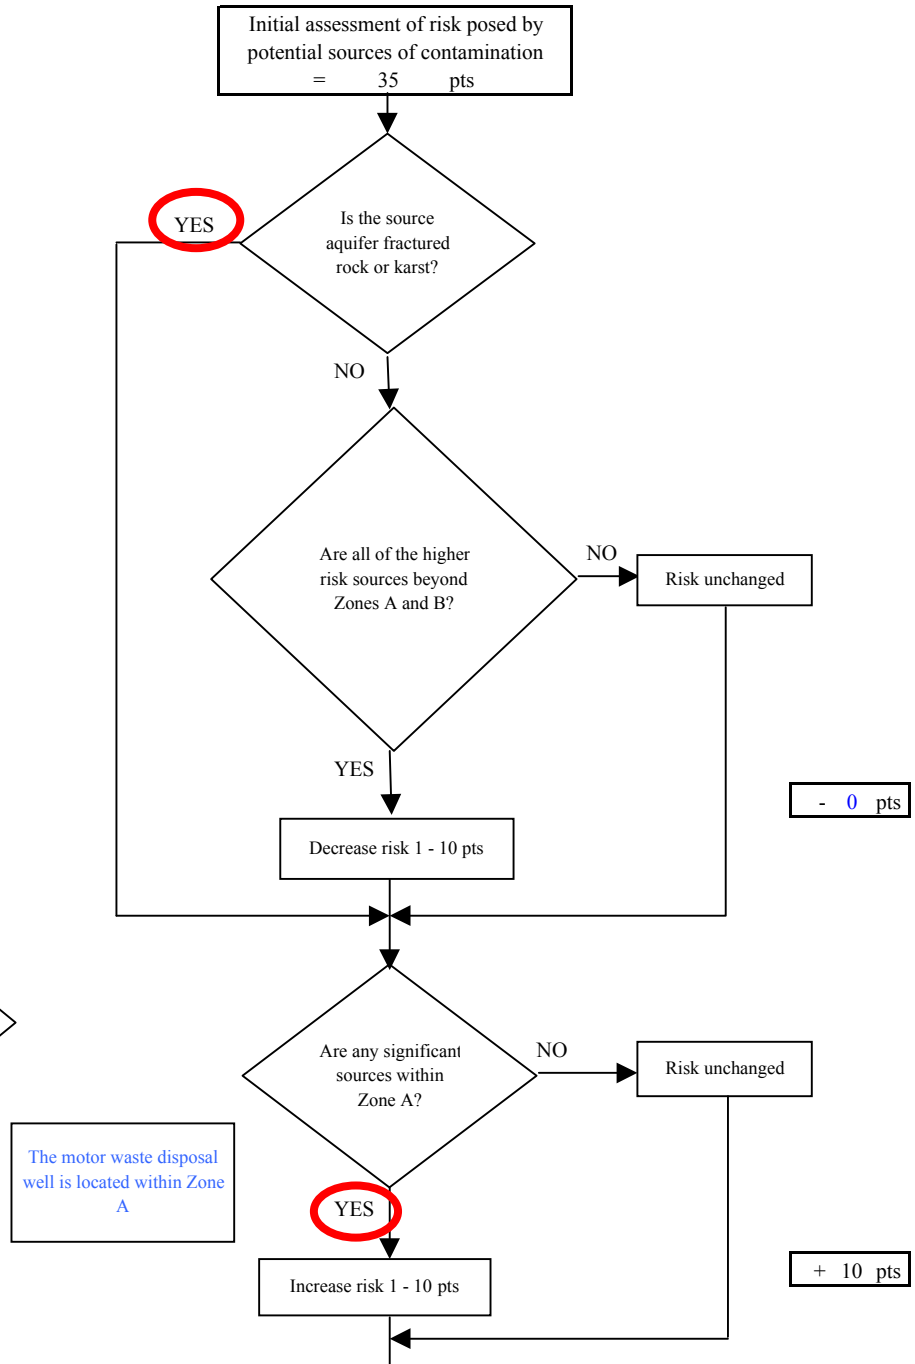 Initial assessment of risk posed by
potential sources of contamination
= 35 pts
YES
Is the source
aquifer fractured
rock or karst?
NO
Are all of the higher
risk sources beyond
Zones A and B?
NO
Risk unchanged
YES
- 0 pts
Decrease risk 1 - 10 pts
Are any significant
sources within
Zone A?
NO
Risk unchanged
The motor waste disposal
well is located within Zone
A
YES
+ 10 pts
Increase risk 1 - 10 pts